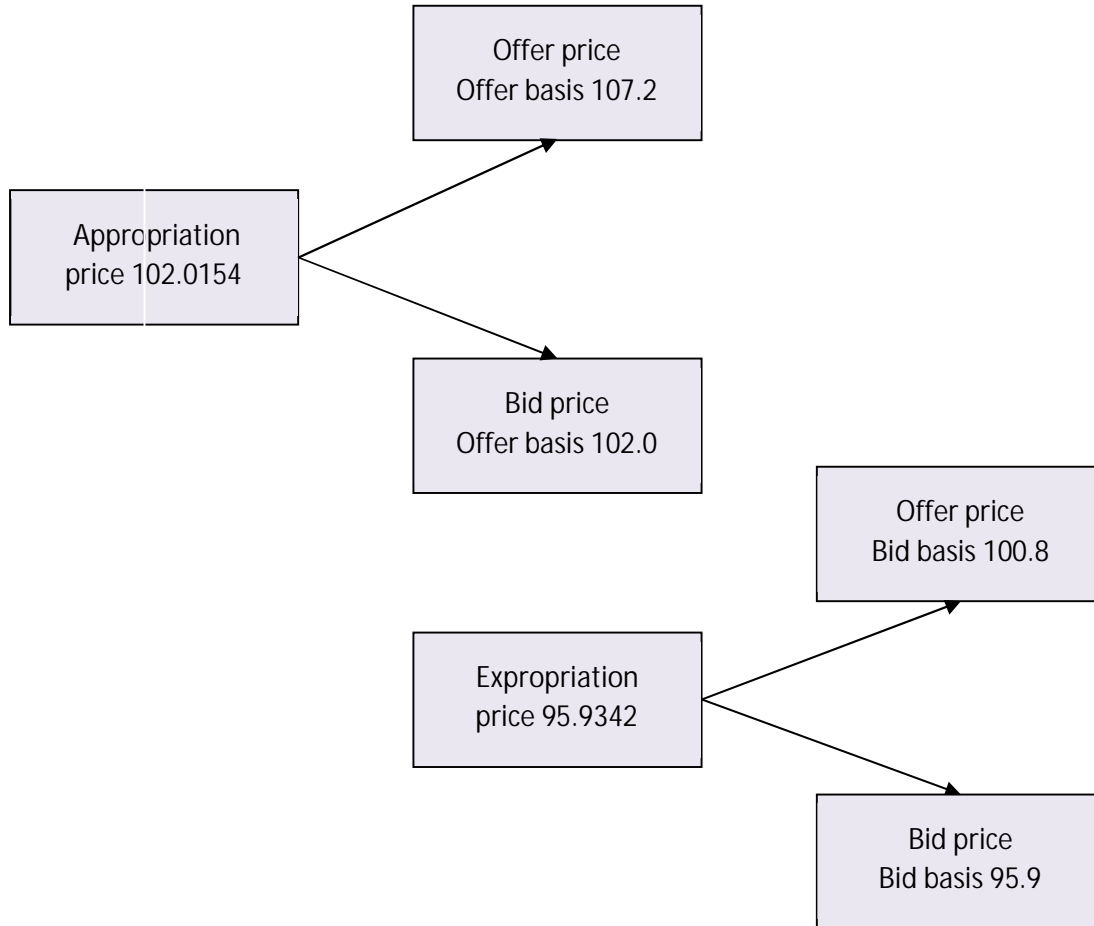 Offer price
Offer basis 107.2
Appropriation
price 102.0154
Bid price
Offer basis 102.0
Offer price
Bid basis 100.8
Expropriation
price 95.9342
Bid price
Bid basis 95.9